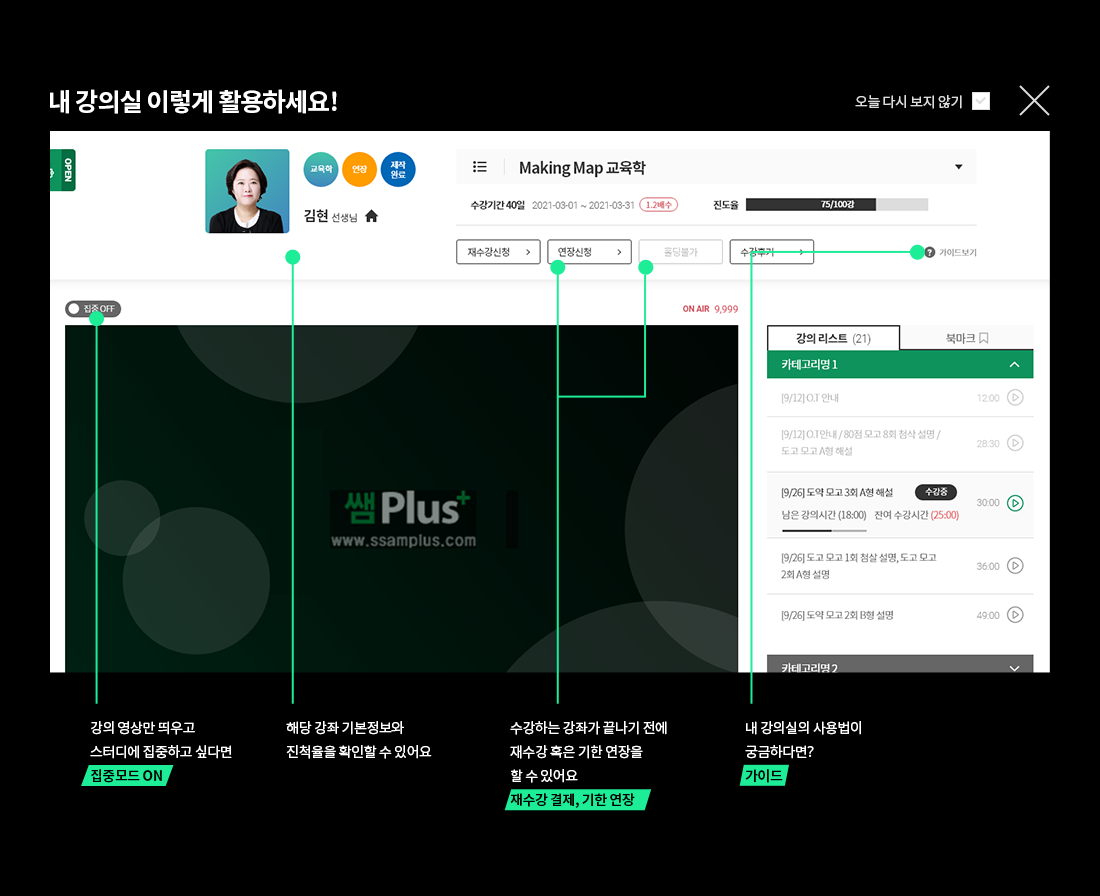 내 강의실 이렇게 활용하세요!
오늘 다시 보지 않기
OPEN
교육학
연장
제작
완료
김현 선생님
Making Map 교육학
수강기간 40일 2021-03-01 ~ 2021-03-31 1.2배수
진도율 75/100강
재수강신청
연장신청
홀딩불가
수강후기
? 가이드보기
집중 OFF
ON AIR 9,999
강의 리스트 (21)
북마크
카테고리명 1
[9/12] O.T 안내 12:00
[9/12] O.T안내 / 80점 모고 8회 첨삭 설명 /
도고 모고 A형 해설
28:30
[9/26] 도약 모고 3회 A형 해설 수강중
남은 강의시간 (18:00) 잔여 수강시간 (25:00)
30:00
[9/26] 도고 모고 1회 첨삭 설명, 도고 모고
2회 A형 설명
36:00
[9/26] 도약 모고 2회 B형 설명 49:00
카테고리명 2
쌤Plus+
www.ssamplus.com
강의 영상만 띄우고
스터디에 집중하고 싶다면
집중모드 ON
해당 강좌 기본정보와
진척율을 확인할 수 있어요
수강하는 강좌가 끝나기 전에
재수강 혹은 기한 연장을
할 수 있어요
재수강 결제, 기한 연장
내 강의실의 사용법이
궁금하다면?
가이드